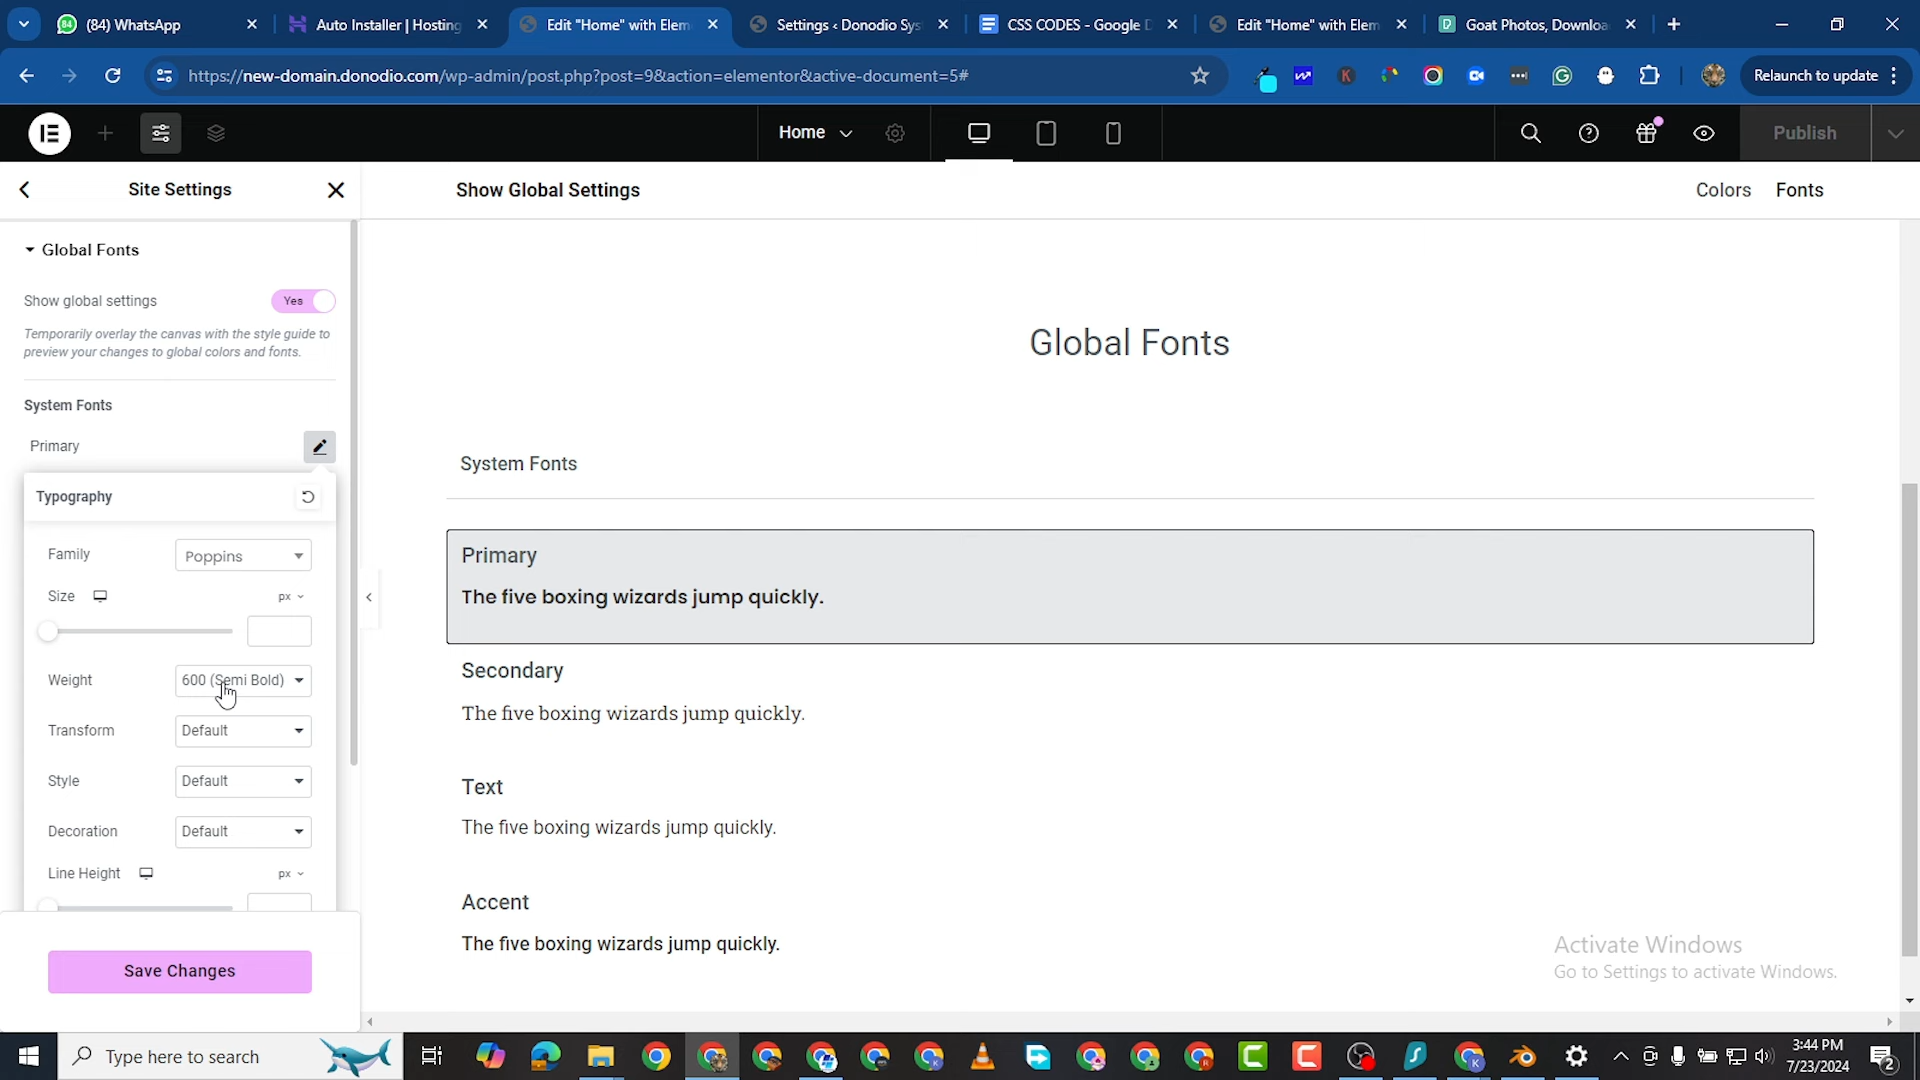 (84) WhatsApp
Auto Installer | Hosting
Edit "Home" with Elem
Settings ‹ Donodio Sys
CSS CODES - Google D
Edit "Home" with Elem
Goat Photos, Downloa
https://new-domain.donodio.com/wp-admin/post.php?post=9&action=elementor&active-document=5#
Relaunch to update
Home
Publish
Site Settings
Show Global Settings
Colors
Fonts
Global Fonts
Show global settings
Yes
Temporarily overlay the canvas with the style guide to
preview your changes to global colors and fonts.
System Fonts
Primary
Typography
Family
Poppins
Size
px
Weight
600 (Semi Bold)
Transform
Default
Style
Default
Decoration
Default
Line Height
px
Save Changes
Global Fonts
System Fonts
Primary
The five boxing wizards jump quickly.
Secondary
The five boxing wizards jump quickly.
Text
The five boxing wizards jump quickly.
Accent
The five boxing wizards jump quickly.
Activate Windows
Go to Settings to activate Windows.
Type here to search
3:44 PM
7/23/2024
2